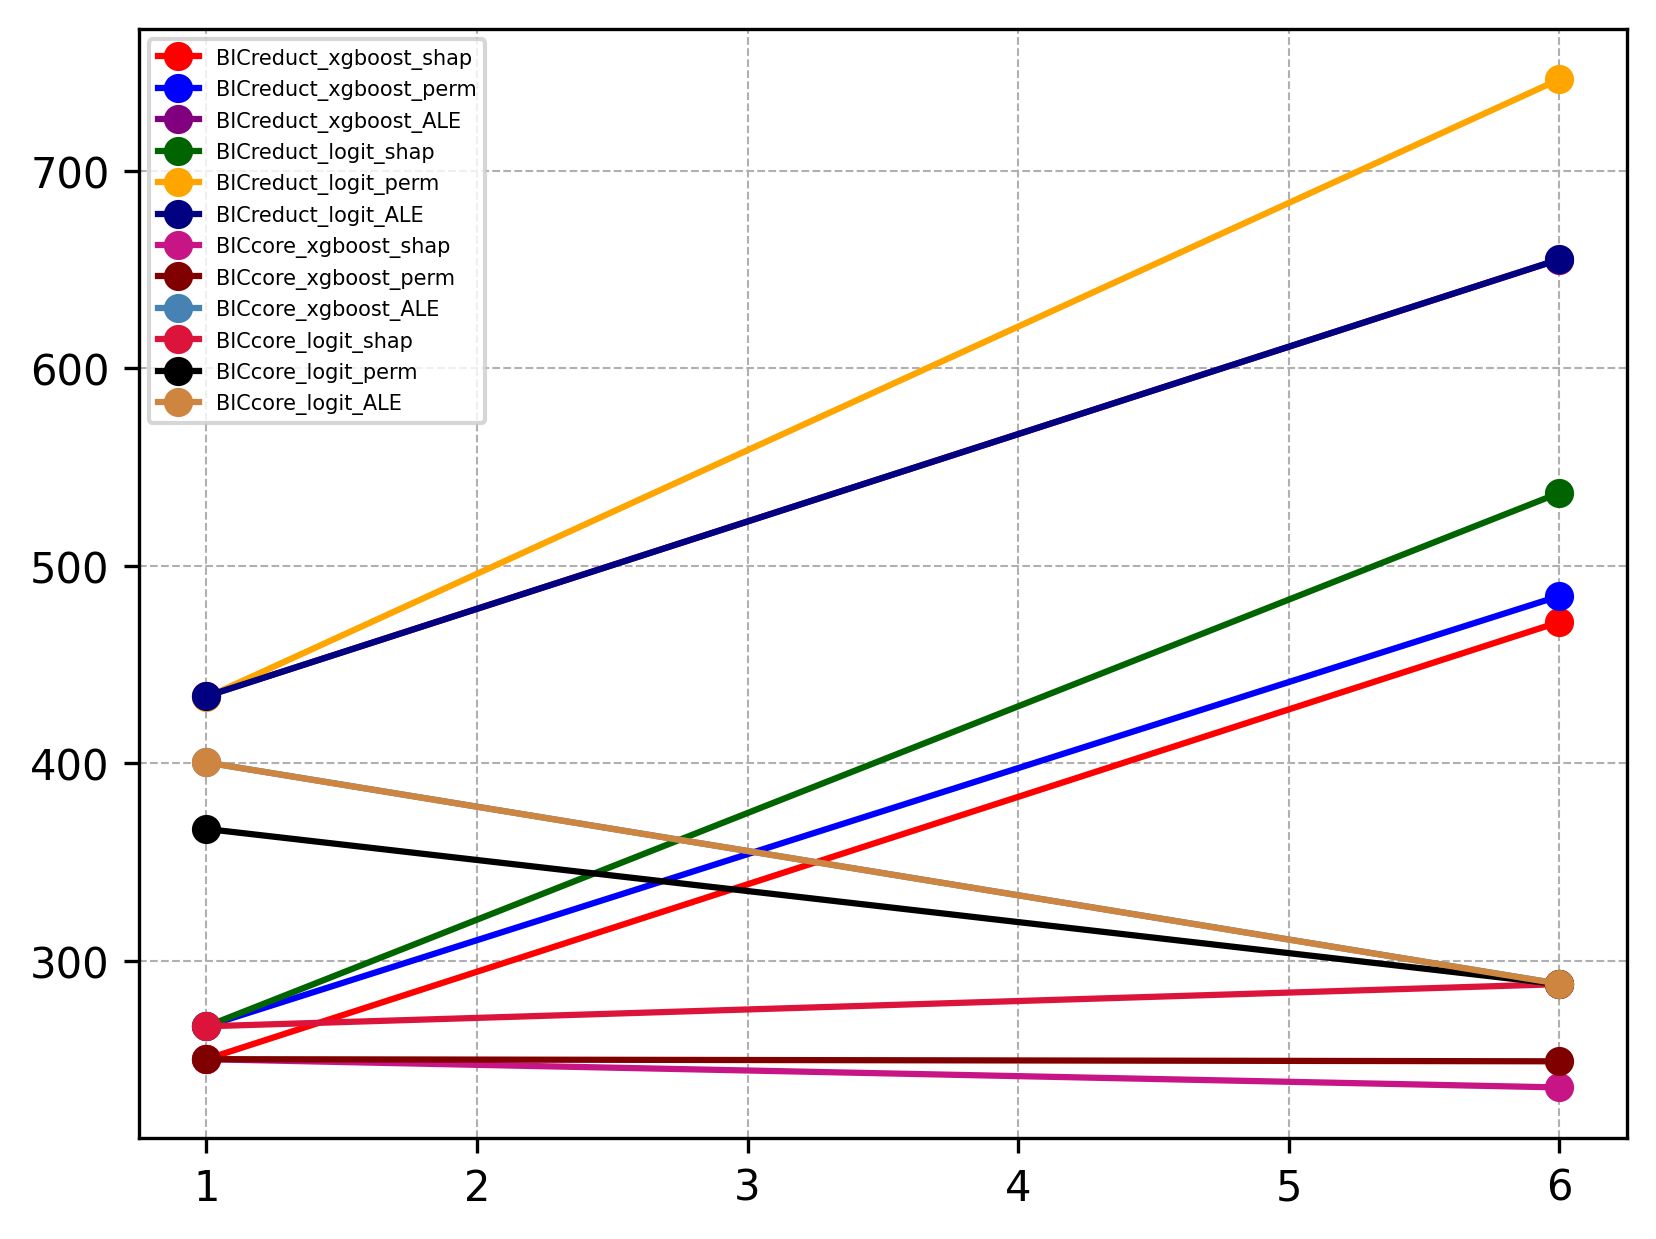 BICreduct_xgboost_shap
BICreduct_xgboost_perm
BICreduct_xgboost_ALE
BICreduct_logit_shap
BICreduct_logit_perm
BICreduct_logit_ALE
BICcore_xgboost_shap
BICcore_xgboost_perm
BICcore_xgboost_ALE
BICcore_logit_shap
BICcore_logit_perm
BICcore_logit_ALE
700
600
500
400
300
1 2 3 4 5 6